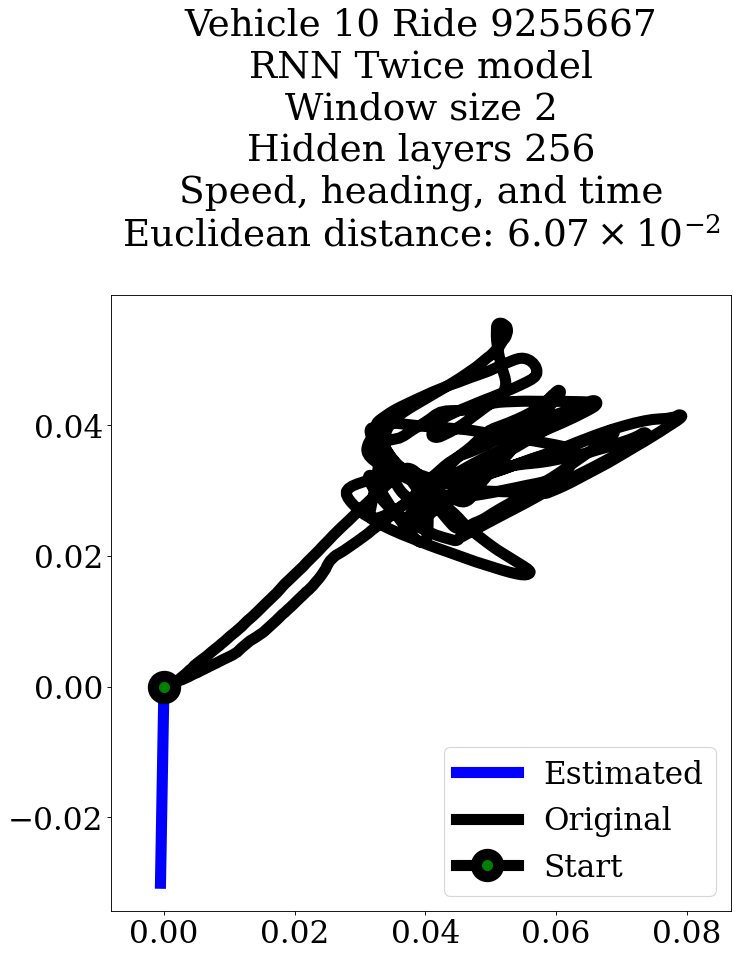 Vehicle 10 Ride 9255667
RNN Twice model
Window size 2
Hidden layers 256
Speed, heading, and time
Euclidean distance: 6.07 × 10⁻²
0.04
0.02
0.00
−0.02
Estimated
Original
Start
0.00 0.02 0.04 0.06 0.08